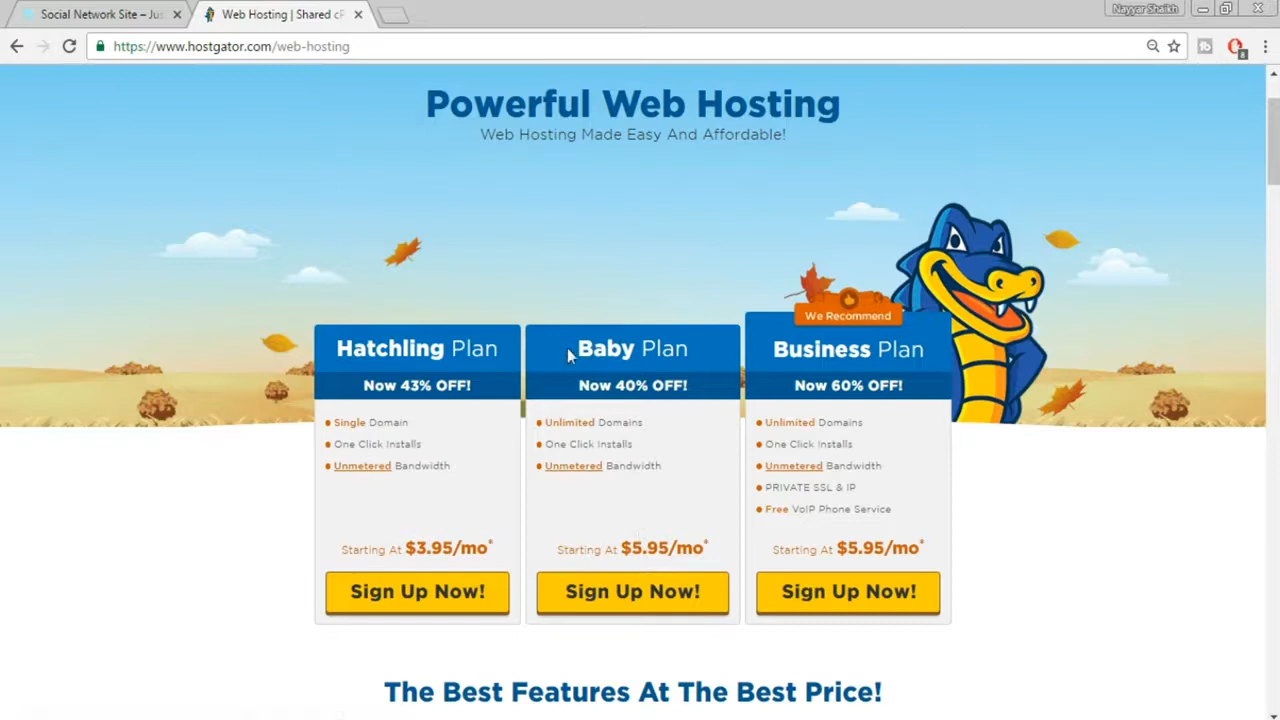 Social Network Site – Jus
Web Hosting | Shared cP
Nayyar Shaikh
https://www.hostgator.com/web-hosting
Powerful Web Hosting
Web Hosting Made Easy And Affordable!
We Recommend
Hatchling Plan
Now 43% OFF!
Single Domain
One Click Installs
Unmetered Bandwidth
Starting At $3.95/mo*
Sign Up Now!
Baby Plan
Now 40% OFF!
Unlimited Domains
One Click Installs
Unmetered Bandwidth
Starting At $5.95/mo*
Sign Up Now!
Business Plan
Now 60% OFF!
Unlimited Domains
One Click Installs
Unmetered Bandwidth
PRIVATE SSL & IP
Free VoIP Phone Service
Starting At $5.95/mo*
Sign Up Now!
The Best Features At The Best Price!